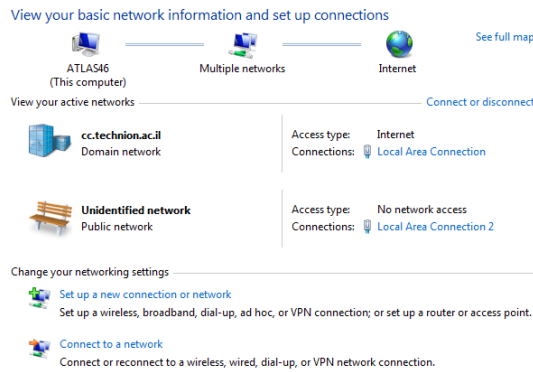 View your basic network information and set up connections
See full map
ATLAS46
(This computer)
Multiple networks
Internet
View your active networks
Connect or disconnect
cc.technion.ac.il
Domain network
Access type: Internet
Connections: Local Area Connection
Unidentified network
Public network
Access type: No network access
Connections: Local Area Connection 2
Change your networking settings
Set up a new connection or network
Set up a wireless, broadband, dial-up, ad hoc, or VPN connection; or set up a router or access point.
Connect to a network
Connect or reconnect to a wireless, wired, dial-up, or VPN network connection.